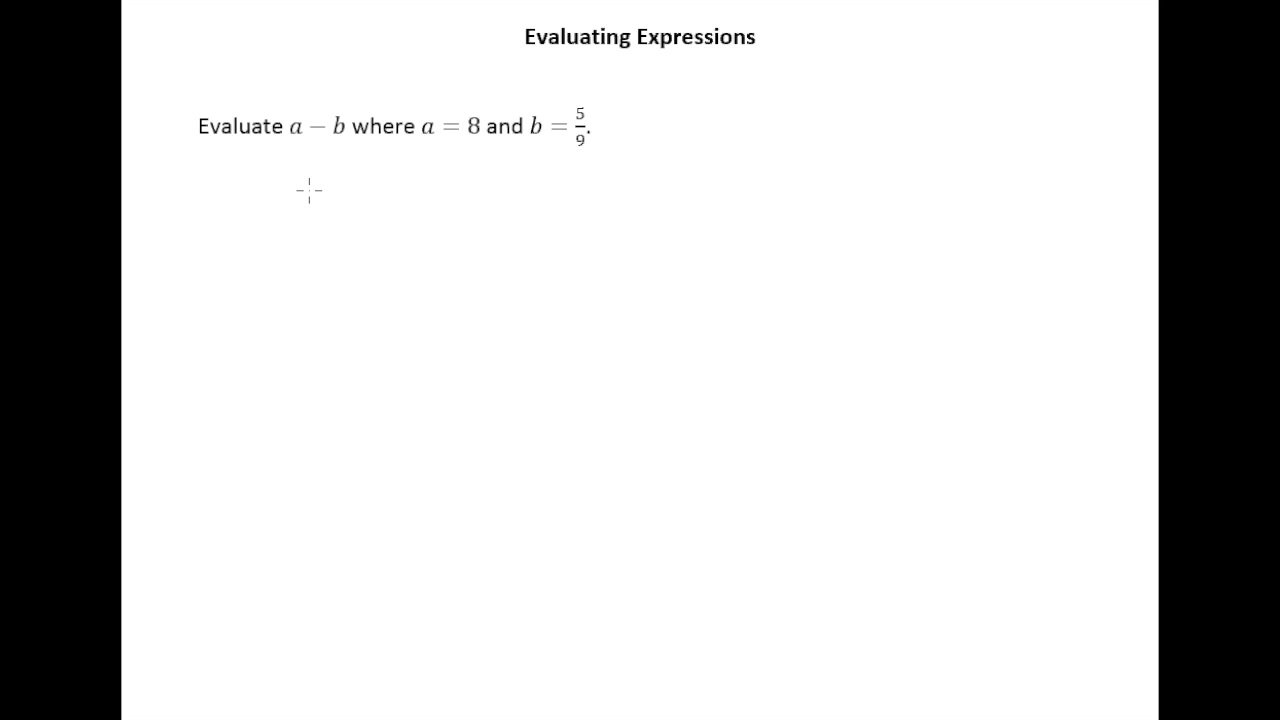 Evaluating Expressions
Evaluate a − b where a = 8 and b = 5/9.